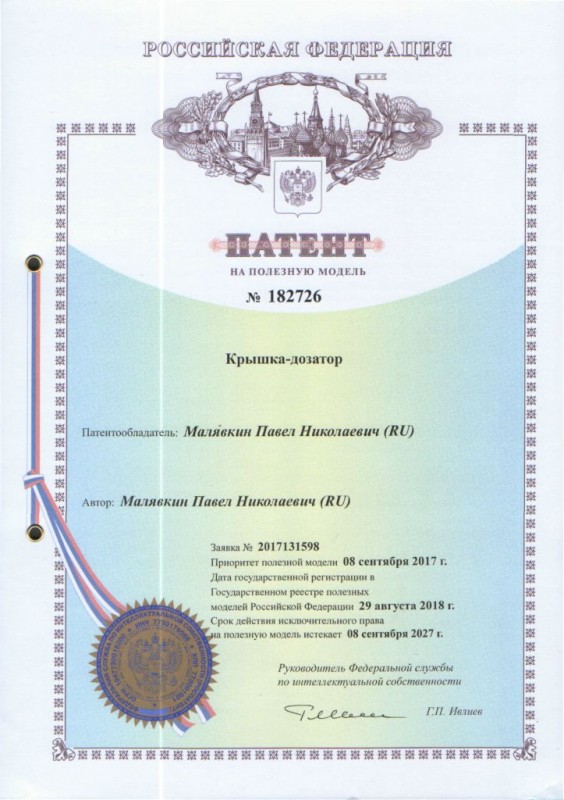 РОССИЙСКАЯ ФЕДЕРАЦИЯ
ПАТЕНТ
НА ПОЛЕЗНУЮ МОДЕЛЬ
№ 182726
Крышка-дозатор
Патентообладатель: Малявкин Павел Николаевич (RU)
Автор: Малявкин Павел Николаевич (RU)
Заявка № 2017131598
Приоритет полезной модели 08 сентября 2017 г.
Дата государственной регистрации в
Государственном реестре полезных
моделей Российской Федерации 29 августа 2018 г.
Срок действия исключительного права
на полезную модель истекает 08 сентября 2027 г.
Руководитель Федеральной службы
по интеллектуальной собственности
Г.П. Ивлиев